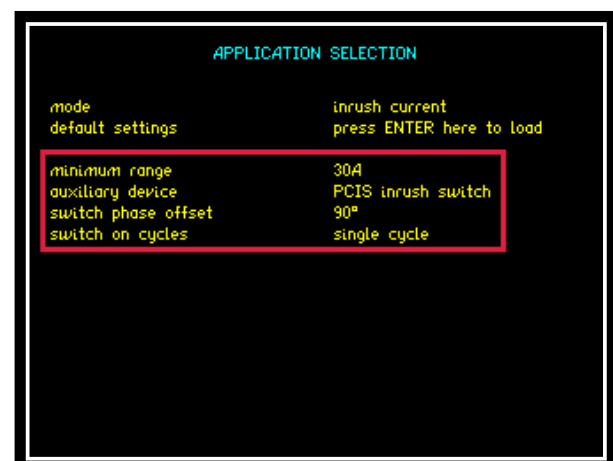 APPLICATION SELECTION
mode inrush current
default settings press ENTER here to load
minimum range 30A
auxiliary device PCIS inrush switch
switch phase offset 90°
switch on cycles single cycle